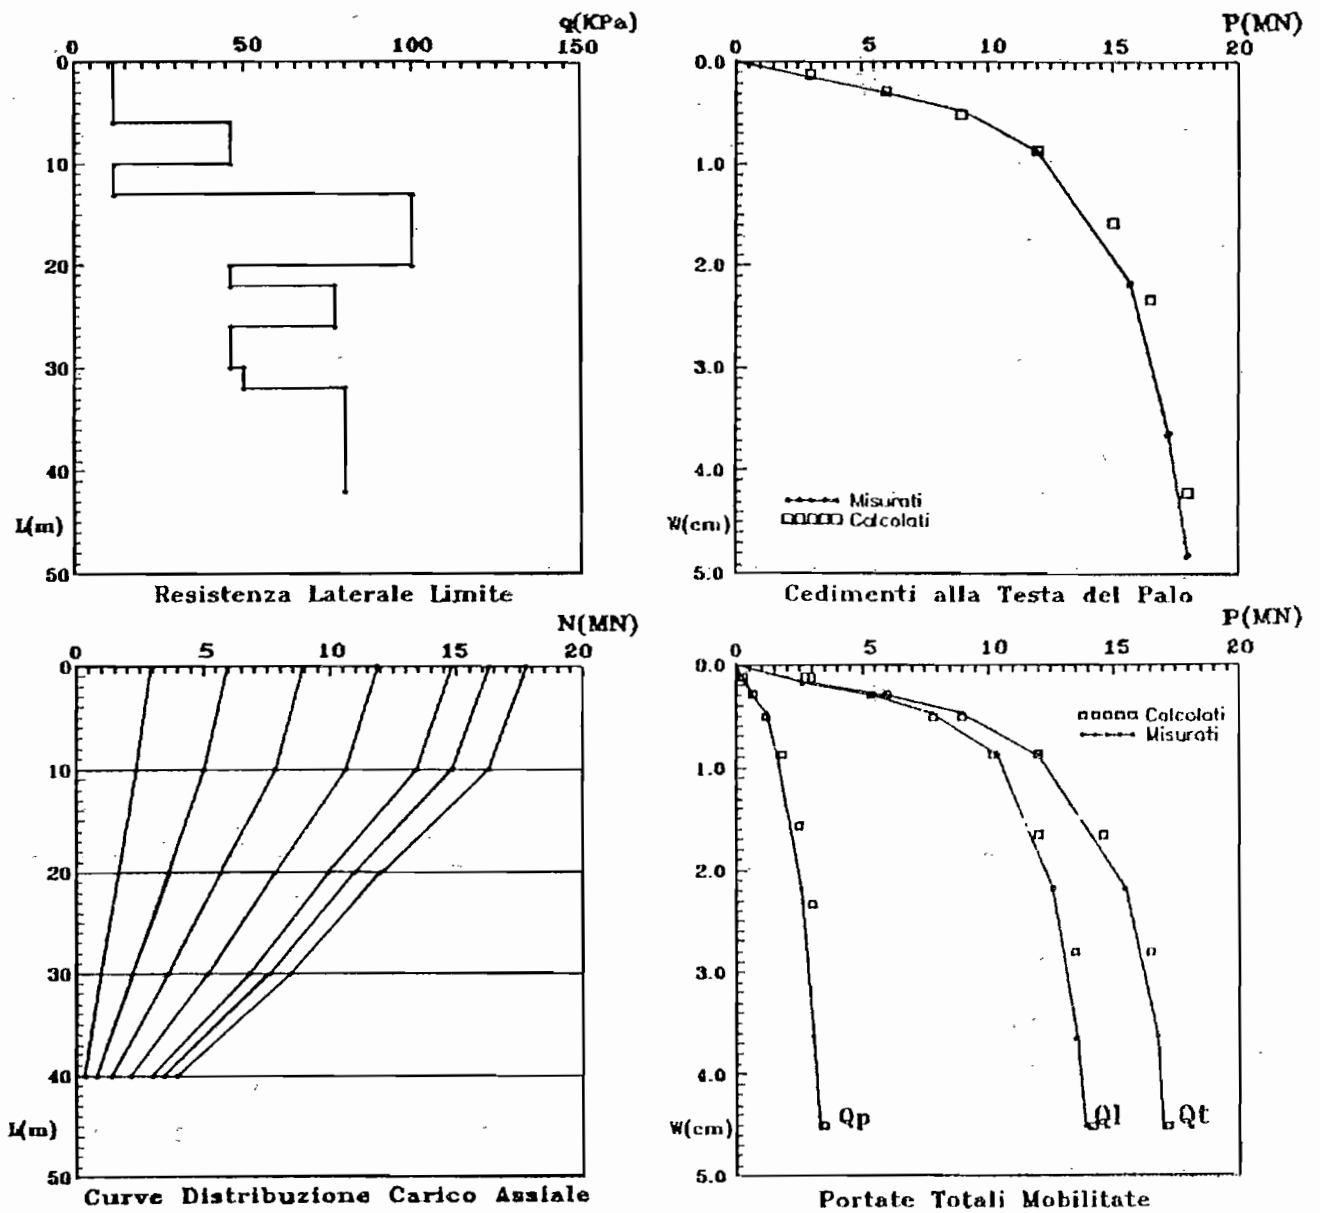 q(KPa)
0 50 100 150
10
20
30
40
L(m)
50
Resistenza Laterale Limite
P(MN)
0 5 10 15 20
0.0
1.0
2.0
3.0
4.0
Misurati
Calcolati
W(cm)
5.0
Cedimenti alla Testa del Palo
N(MN)
0 5 10 15 20
0
10
20
30
40
L(m)
50
Curve Distribuzione Carico Assiale
P(MN)
0 5 10 15 20
0.0
Calcolati
Misurati
1.0
2.0
3.0
4.0
Qp Ql Qt
W(cm)
5.0
Portate Totali Mobilitate